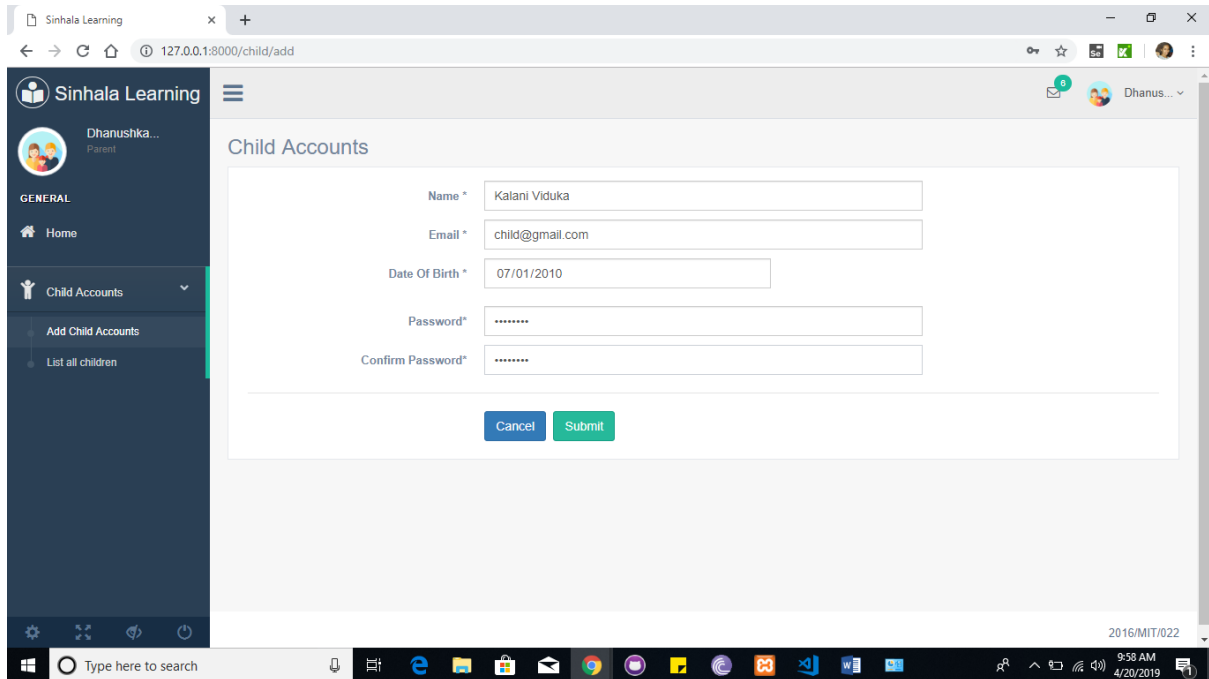 Sinhala Learning
127.0.0.1:8000/child/add
Sinhala Learning
6
Dhanus...
Dhanushka...
Parent
Child Accounts
GENERAL
Home
Child Accounts
Add Child Accounts
List all children
Name * Kalani Viduka
Email * child@gmail.com
Date Of Birth * 07/01/2010
Password* ••••••••
Confirm Password* ••••••••
Cancel Submit
2016/MIT/022
Type here to search
9:58 AM
4/20/2019